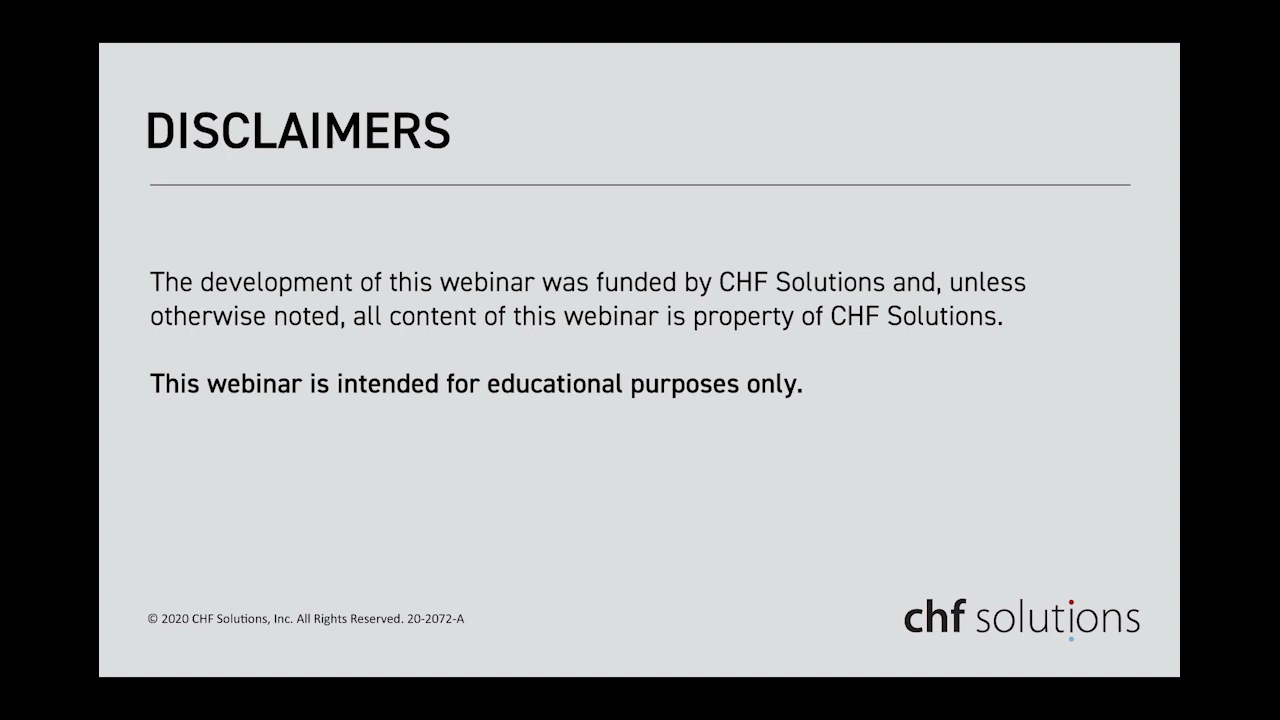 DISCLAIMERS
The development of this webinar was funded by CHF Solutions and, unless
otherwise noted, all content of this webinar is property of CHF Solutions.
This webinar is intended for educational purposes only.
© 2020 CHF Solutions, Inc. All Rights Reserved. 20-2072-A
chf solutions